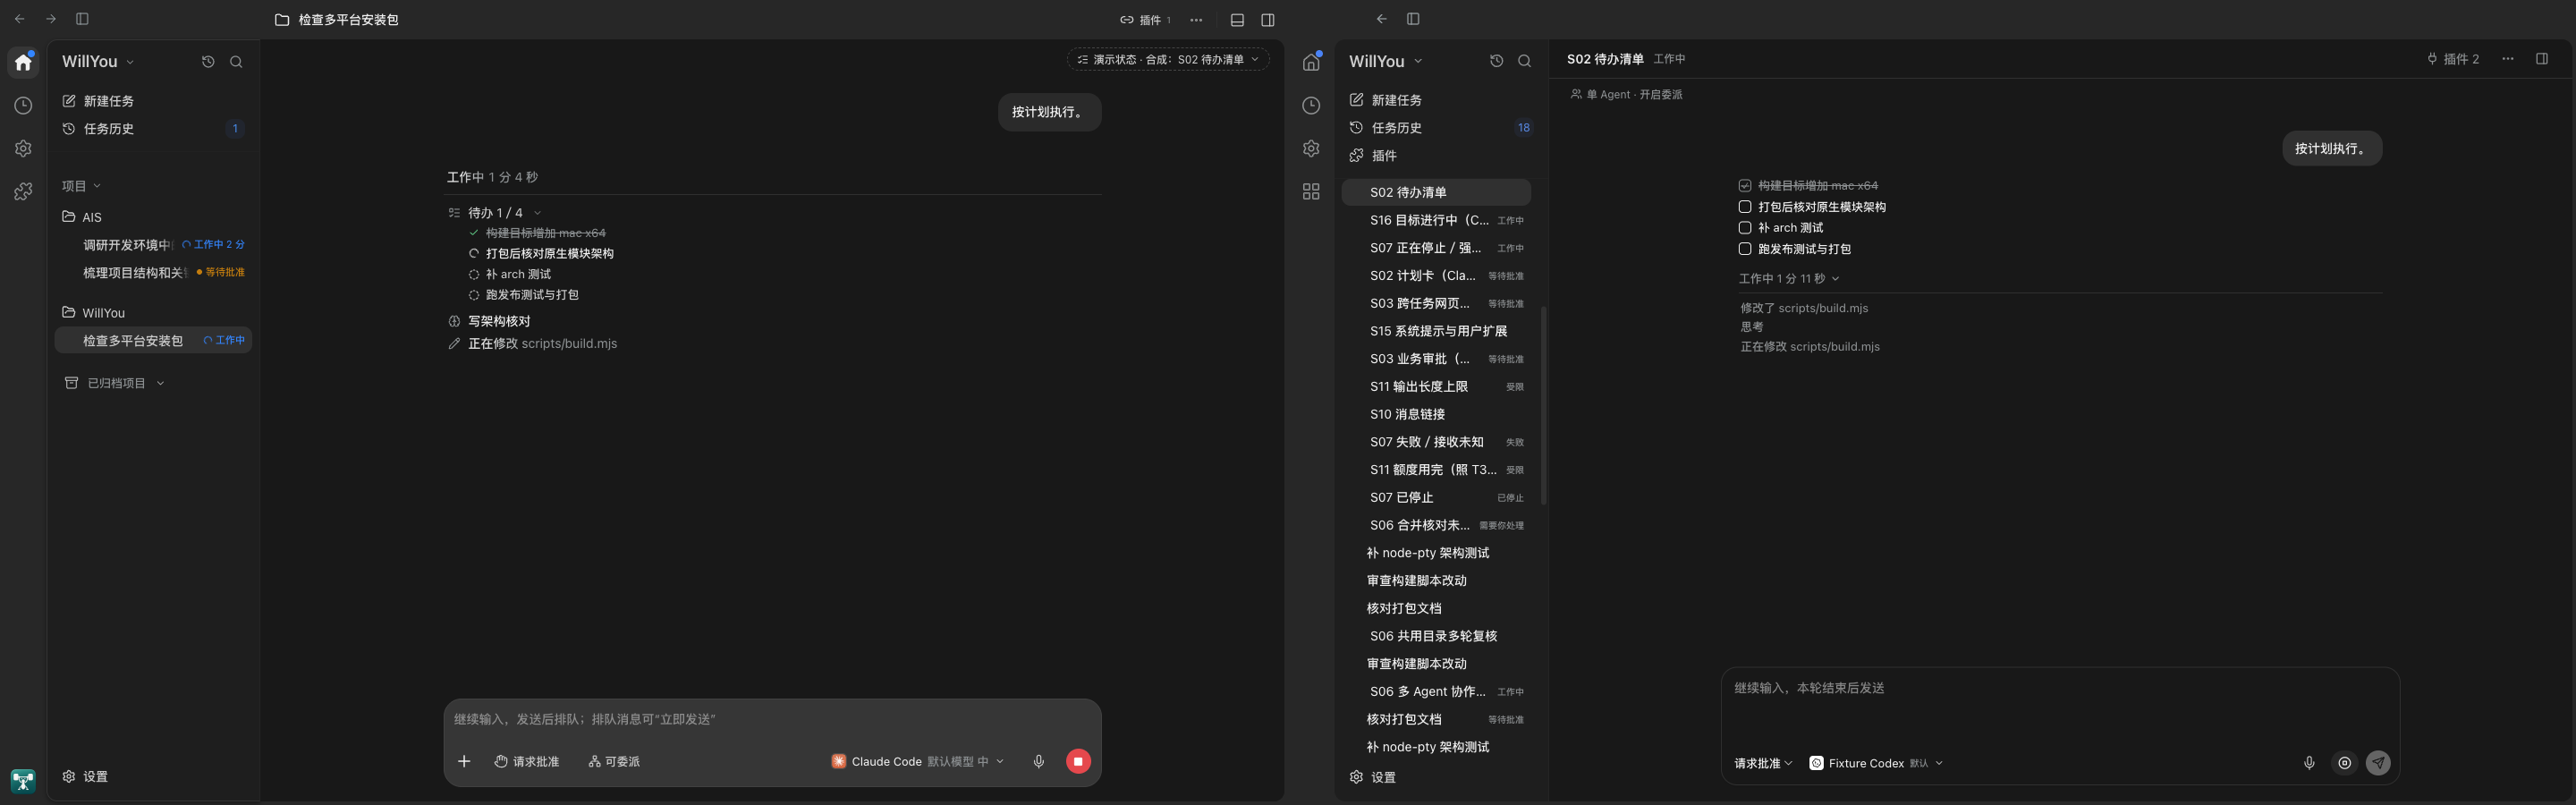 检查多平台安装包
插件 1
WillYou
新建任务
任务历史 1
项目
AIS
调研开发环境中 工作中 2 分
梳理项目结构和关 等待批准
WillYou
检查多平台安装包 工作中
已归档项目
设置
演示状态 · 合成：S02 待办清单
按计划执行。
工作中 1 分 4 秒
待办 1 / 4
构建目标增加 mac x64
打包后核对原生模块架构
补 arch 测试
跑发布测试与打包
写架构核对
正在修改 scripts/build.mjs
继续输入，发送后排队；排队消息可“立即发送”
请求批准
可委派
Claude Code 默认模型 中
WillYou
新建任务
任务历史 18
插件
S02 待办清单
S16 目标进行中（C... 工作中
S07 正在停止 / 强... 工作中
S02 计划卡（Cla... 等待批准
S03 跨任务网页... 等待批准
S15 系统提示与用户扩展
S03 业务审批（... 等待批准
S11 输出长度上限 受限
S10 消息链接
S07 失败 / 接收未知 失败
S11 额度用完（照 T3... 受限
S07 已停止 已停止
S06 合并核对未... 需要你处理
补 node-pty 架构测试
审查构建脚本改动
核对打包文档
S06 共用目录多轮复核
审查构建脚本改动
S06 多 Agent 协作... 工作中
核对打包文档 等待批准
补 node-pty 架构测试
设置
S02 待办清单 工作中
插件 2
单 Agent · 开启委派
按计划执行。
构建目标增加 mac x64
打包后核对原生模块架构
补 arch 测试
跑发布测试与打包
工作中 1 分 11 秒
修改了 scripts/build.mjs
思考
正在修改 scripts/build.mjs
继续输入，本轮结束后发送
请求批准
Fixture Codex 默认